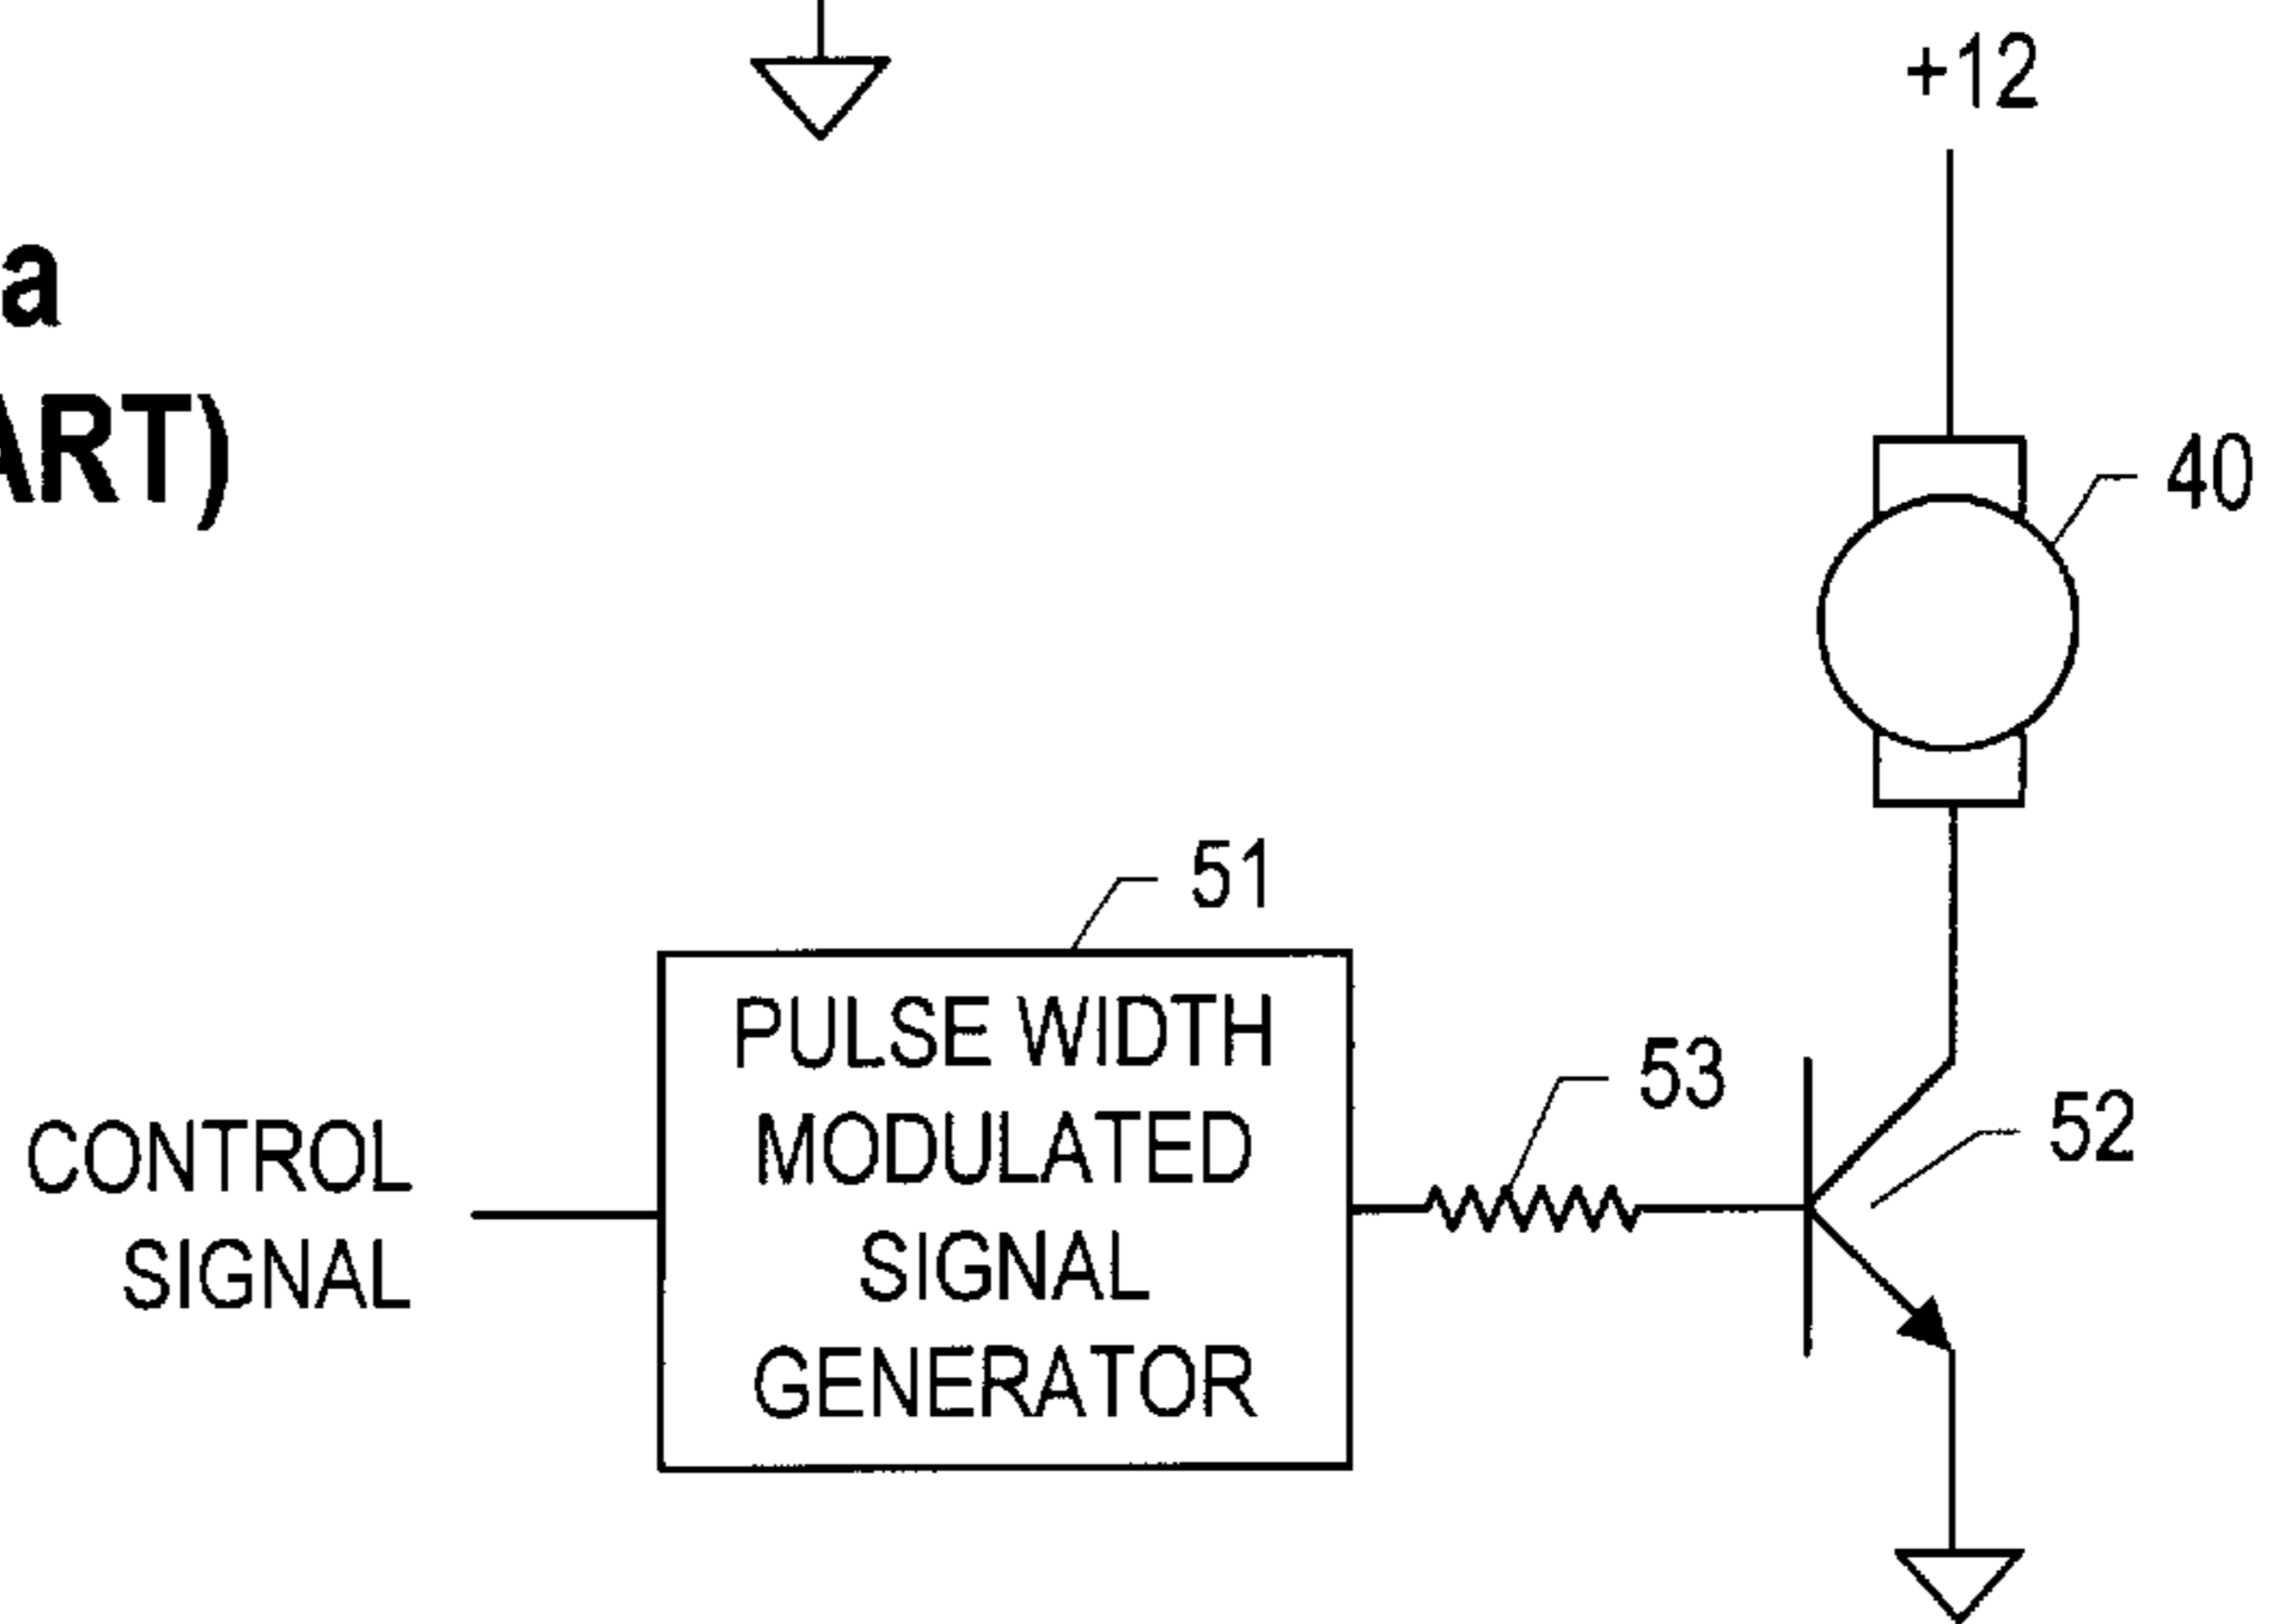 +12
a
ART)
40
51
PULSE WIDTH
MODULATED
SIGNAL
GENERATOR
53
52
CONTROL
SIGNAL